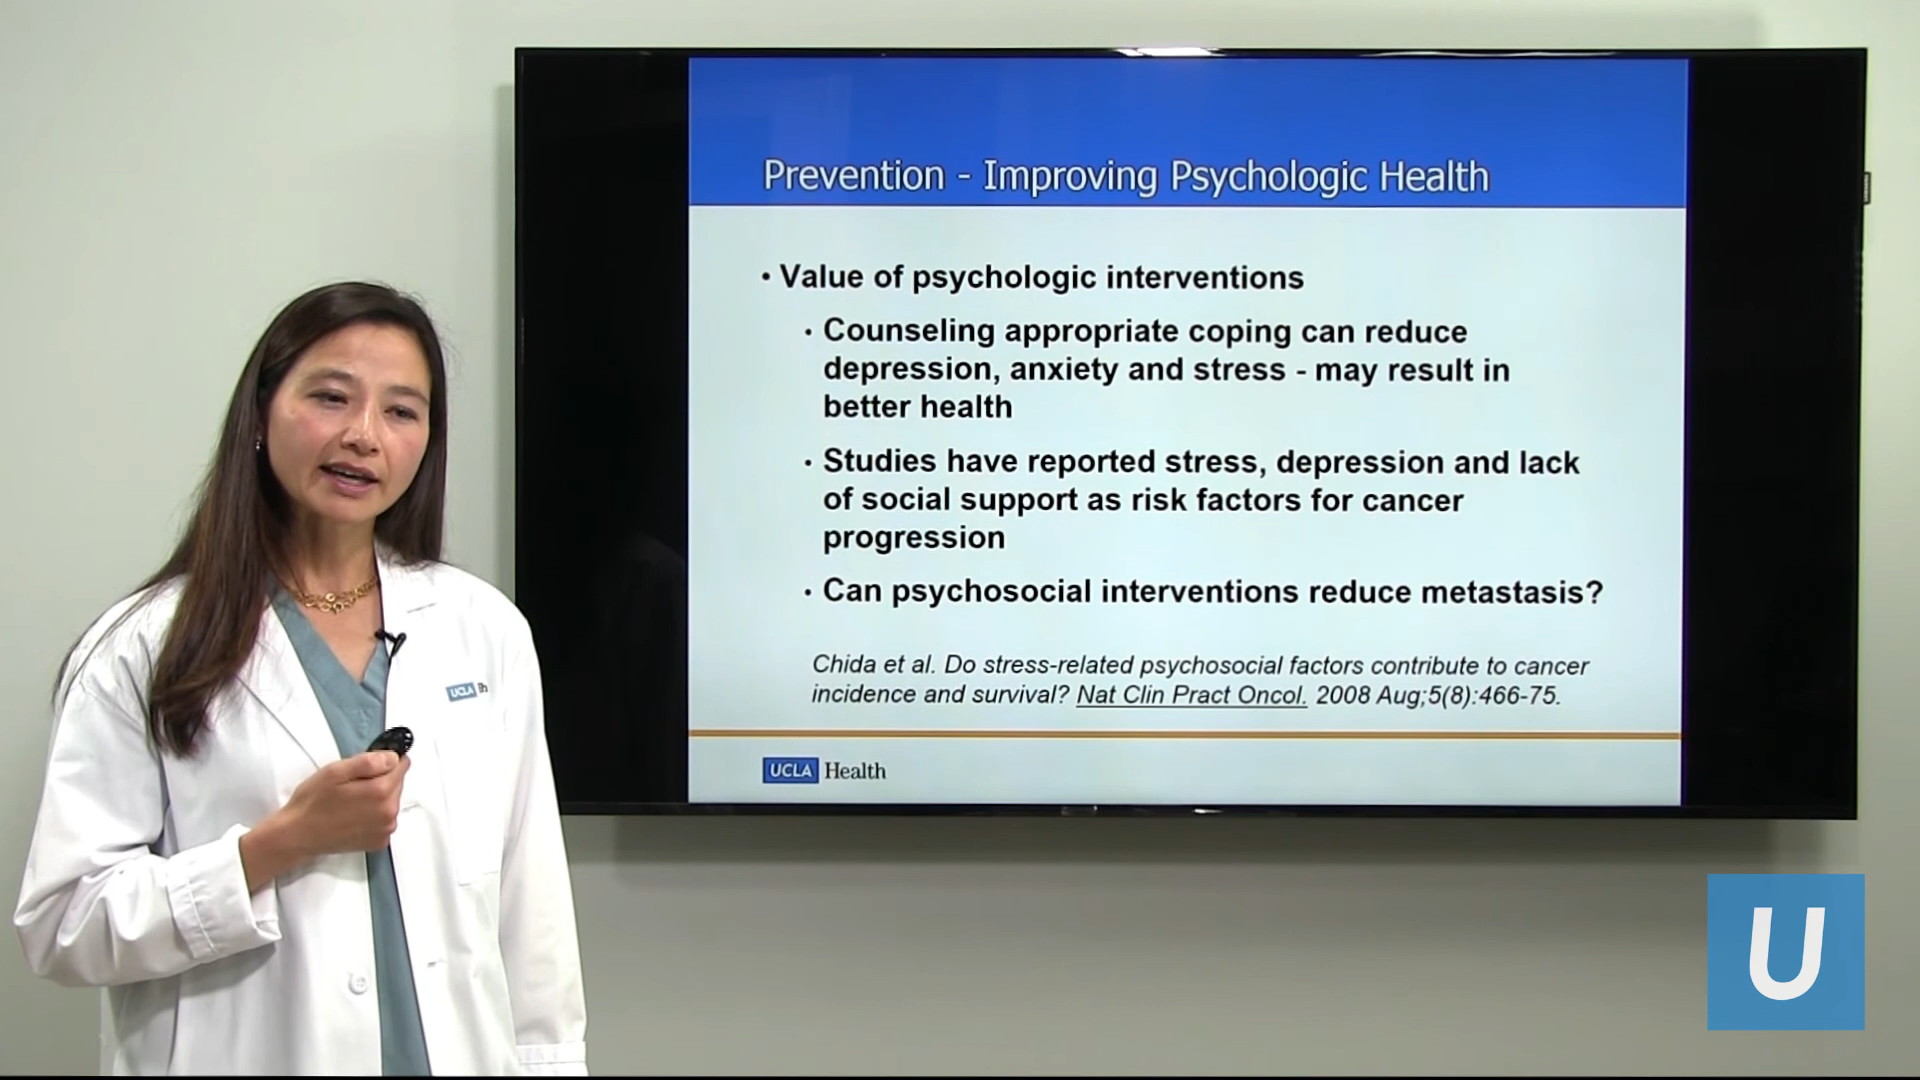 Prevention - Improving Psychologic Health
• Value of psychologic interventions
• Counseling appropriate coping can reduce
depression, anxiety and stress - may result in
better health
• Studies have reported stress, depression and lack
of social support as risk factors for cancer
progression
• Can psychosocial interventions reduce metastasis?
Chida et al. Do stress-related psychosocial factors contribute to cancer
incidence and survival? Nat Clin Pract Oncol. 2008 Aug;5(8):466-75.
UCLA Health
UCLA
U